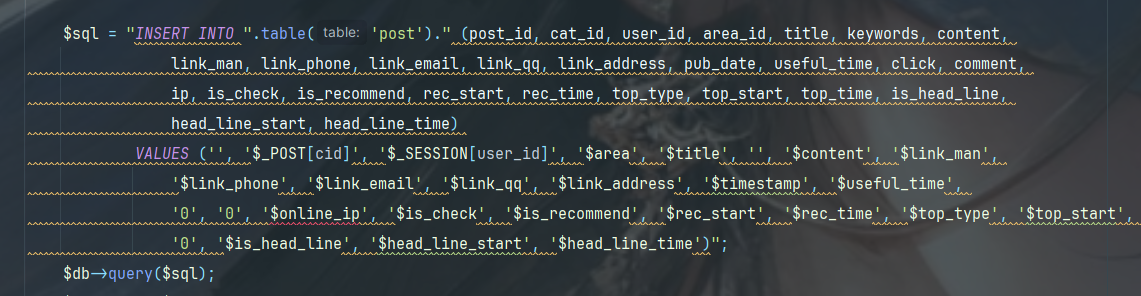 $sql = "INSERT INTO ".table( table: 'post')." (post_id, cat_id, user_id, area_id, title, keywords, content,
link_man, link_phone, link_email, link_qq, link_address, pub_date, useful_time, click, comment,
ip, is_check, is_recommend, rec_start, rec_time, top_type, top_start, top_time, is_head_line,
head_line_start, head_line_time)
VALUES ('', '$_POST[cid]', '$_SESSION[user_id]', '$area', '$title', '', '$content', '$link_man',
'$link_phone', '$link_email', '$link_qq', '$link_address', '$timestamp', '$useful_time',
'0', '0', '$online_ip', '$is_check', '$is_recommend', '$rec_start', '$rec_time', '$top_type', '$top_start',
'0', '$is_head_line', '$head_line_start', '$head_line_time')";
$db->query($sql);